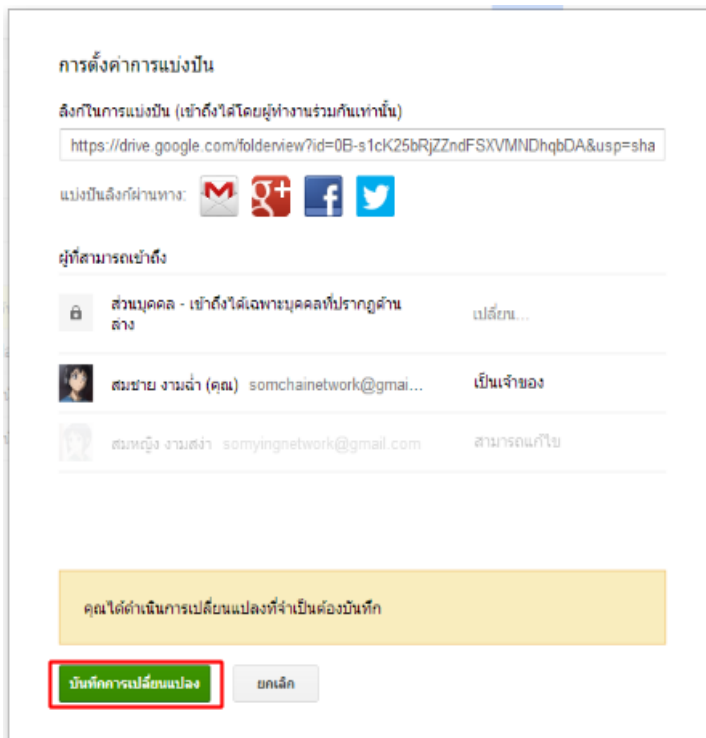 การตั้งค่าการแบ่งปัน
ลิงก์ในการแบ่งปัน (เข้าถึงได้โดยผู้ทำงานร่วมกันเท่านั้น)
https://drive.google.com/folderview?id=0B-s1cK25bRjZZndFSXVMNDhqbDA&usp=sha
แบ่งปันลิงก์ผ่านทาง:
ผู้ที่สามารถเข้าถึง
ส่วนบุคคล - เข้าถึงได้เฉพาะบุคคลที่ปรากฏด้าน
ล่าง
เปลี่ยน...
สมชาย งามฉ่ำ (คุณ) somchainetwork@gmai... เป็นเจ้าของ
สมหญิง งามสง่า somyingnetwork@gmail.com สามารถแก้ไข
คุณได้ดำเนินการเปลี่ยนแปลงที่จำเป็นต้องบันทึก
บันทึกการเปลี่ยนแปลง ยกเลิก